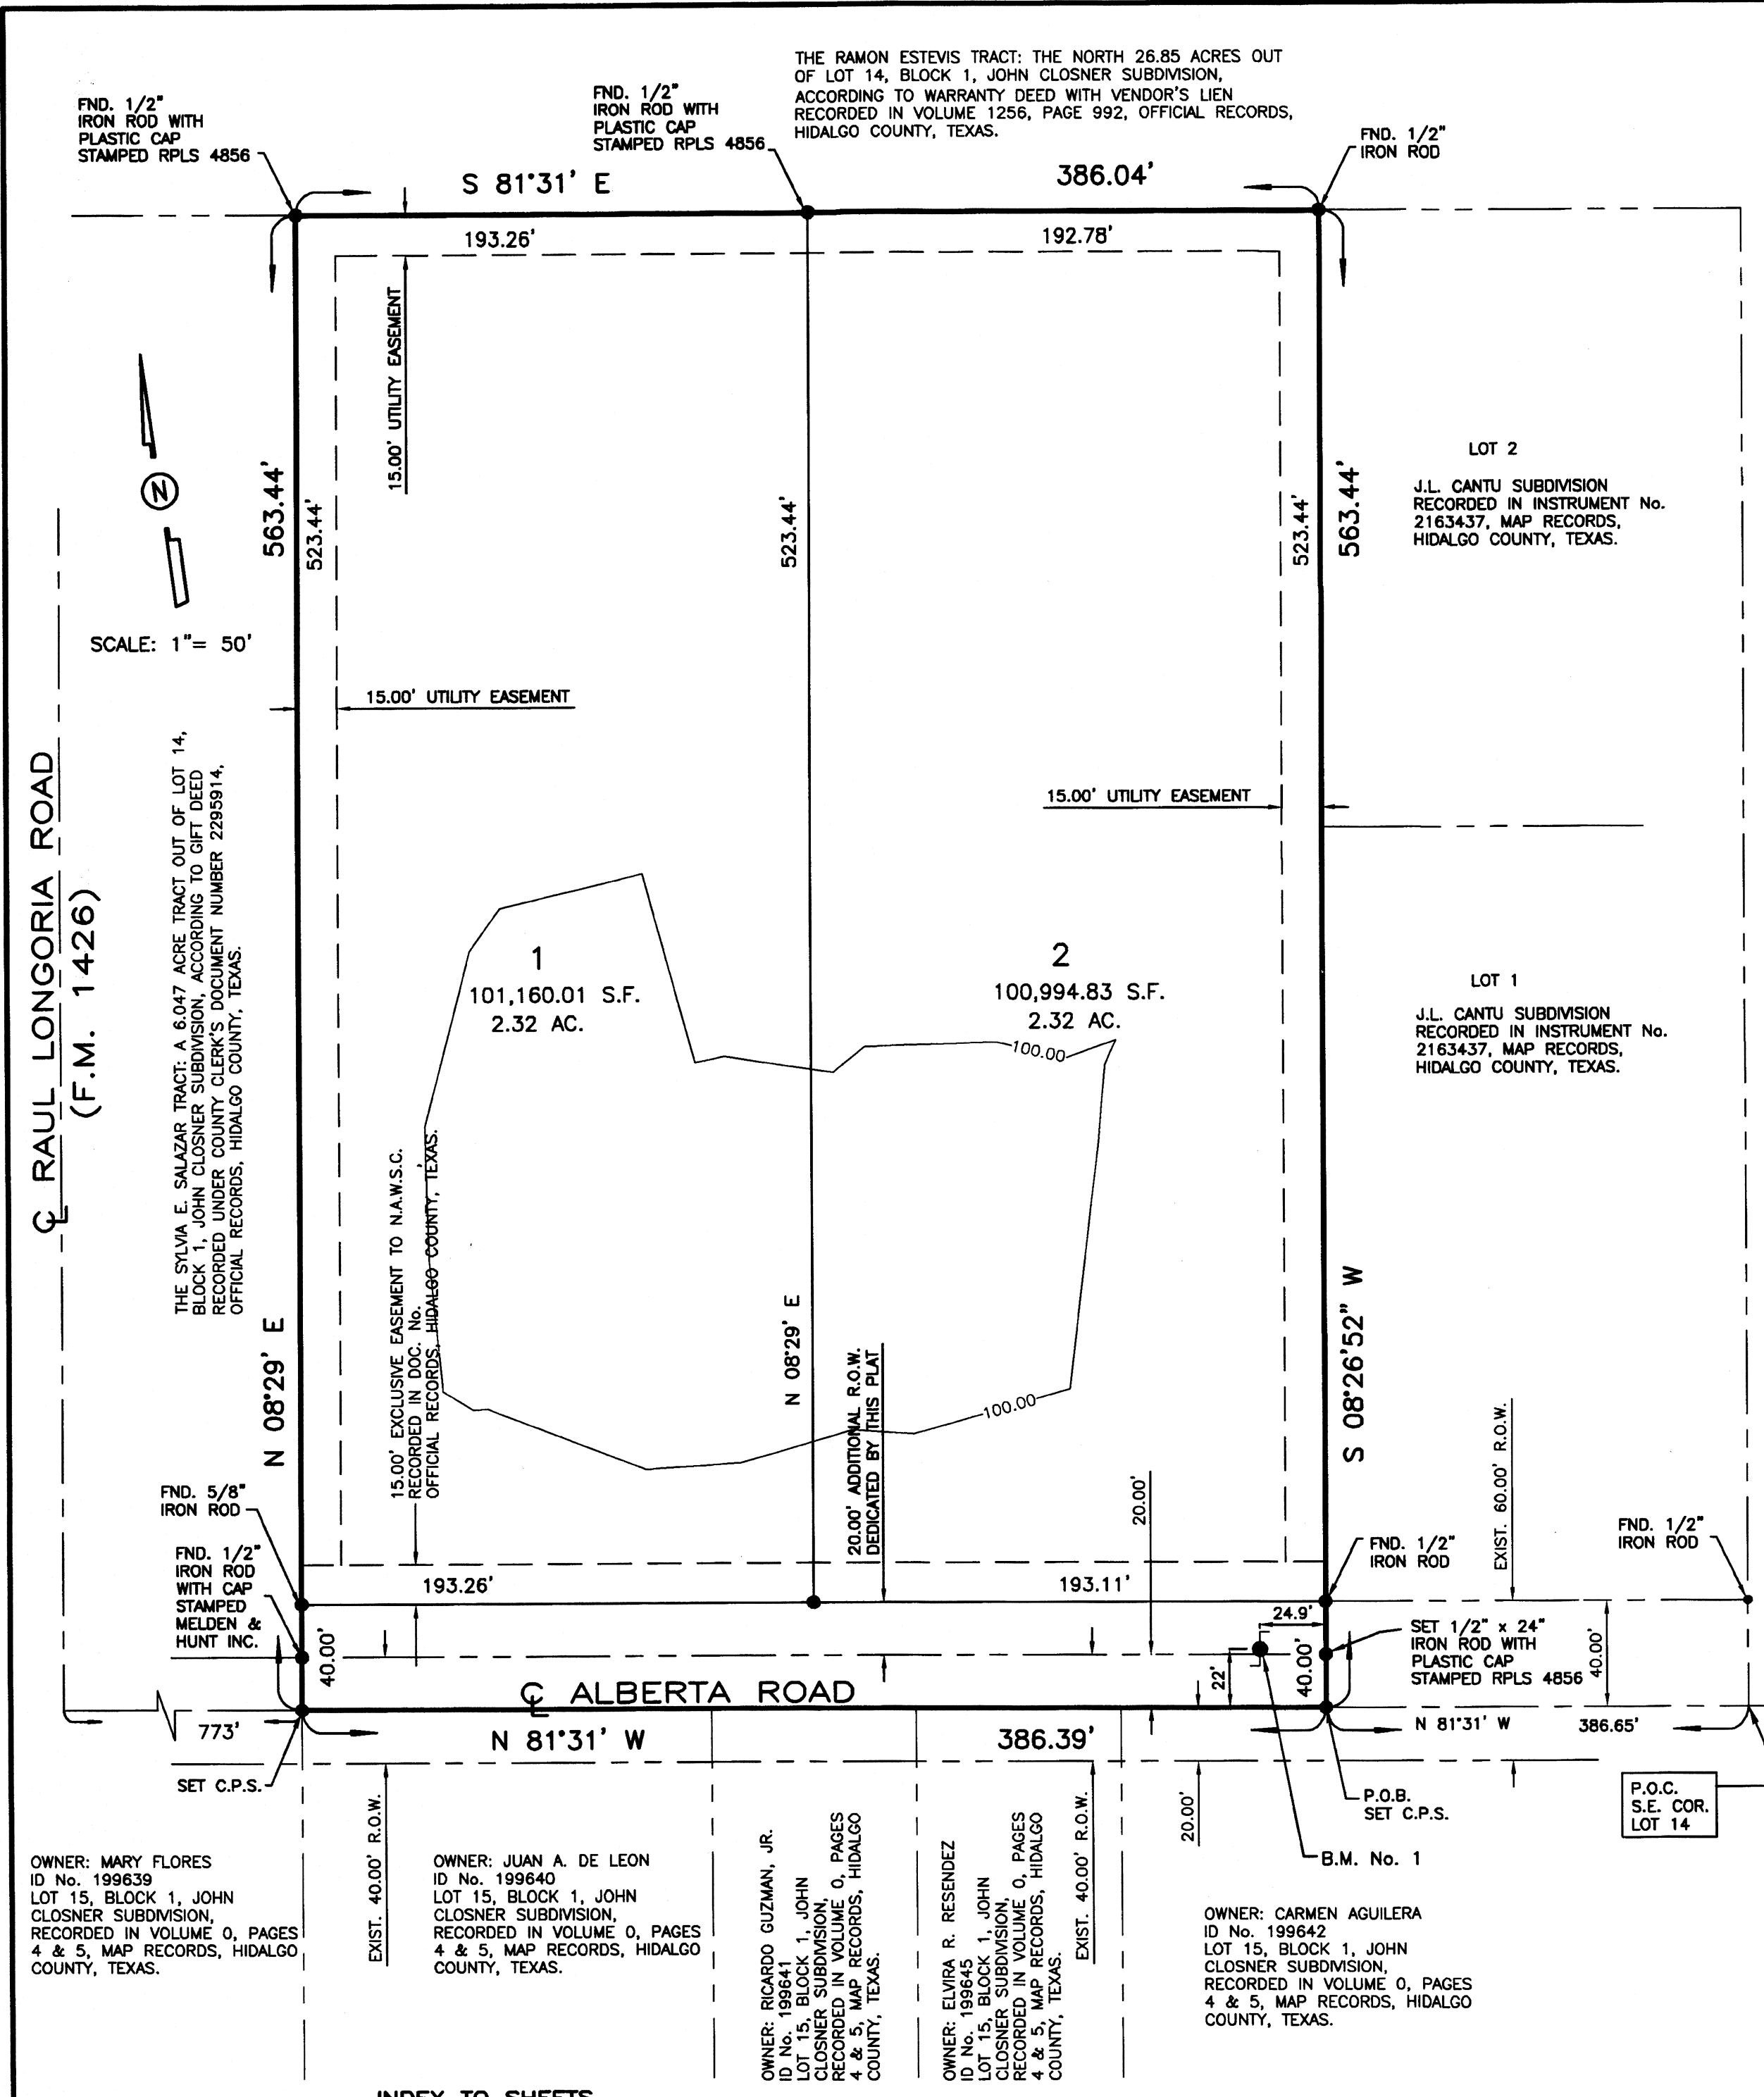 THE RAMON ESTEVIS TRACT: THE NORTH 26.85 ACRES OUT
OF LOT 14, BLOCK 1, JOHN CLOSNER SUBDIVISION,
ACCORDING TO WARRANTY DEED WITH VENDOR'S LIEN
RECORDED IN VOLUME 1256, PAGE 992, OFFICIAL RECORDS,
HIDALGO COUNTY, TEXAS.
FND. 1/2"
IRON ROD WITH
PLASTIC CAP
STAMPED RPLS 4856
FND. 1/2"
IRON ROD WITH
PLASTIC CAP
STAMPED RPLS 4856
FND. 1/2"
IRON ROD
S 81°31' E
386.04'
193.26'
192.78'
15.00' UTILITY EASEMENT
N
SCALE: 1"= 50'
563.44'
523.44'
523.44'
523.44'
563.44'
LOT 2
J.L. CANTU SUBDIVISION
RECORDED IN INSTRUMENT No.
2163437, MAP RECORDS,
HIDALGO COUNTY, TEXAS.
15.00' UTILITY EASEMENT
15.00' UTILITY EASEMENT
℄ RAUL LONGORIA ROAD
(F.M. 1426)
THE SYLVIA E. SALAZAR TRACT: A 6.047 ACRE TRACT OUT OF LOT 14,
BLOCK 1, JOHN CLOSNER SUBDIVISION, ACCORDING TO GIFT DEED
RECORDED UNDER COUNTY CLERK'S DOCUMENT NUMBER 2295914,
OFFICIAL RECORDS, HIDALGO COUNTY, TEXAS.
1
101,160.01 S.F.
2.32 AC.
2
100,994.83 S.F.
2.32 AC.
100.00
LOT 1
J.L. CANTU SUBDIVISION
RECORDED IN INSTRUMENT No.
2163437, MAP RECORDS,
HIDALGO COUNTY, TEXAS.
15.00' EXCLUSIVE EASEMENT TO N.A.W.S.C.
RECORDED IN DOC. No.
OFFICIAL RECORDS, HIDALGO COUNTY, TEXAS.
N 08°29' E
N 08°29' E
S 08°26'52" W
100.00
20.00' ADDITIONAL R.O.W.
DEDICATED BY THIS PLAT
20.00'
EXIST. 60.00' R.O.W.
FND. 5/8"
IRON ROD
FND. 1/2"
IRON ROD
WITH CAP
STAMPED
MELDEN &
HUNT INC.
FND. 1/2"
IRON ROD
FND. 1/2"
IRON ROD
193.26'
193.11'
24.9'
SET 1/2" x 24"
IRON ROD WITH
PLASTIC CAP
STAMPED RPLS 4856
40.00'
22'
40.00'
40.00'
℄ ALBERTA ROAD
773'
N 81°31' W
386.39'
N 81°31' W
386.65'
SET C.P.S.
P.O.B.
SET C.P.S.
P.O.C.
S.E. COR.
LOT 14
B.M. No. 1
20.00'
EXIST. 40.00' R.O.W.
EXIST. 40.00' R.O.W.
OWNER: MARY FLORES
ID No. 199639
LOT 15, BLOCK 1, JOHN
CLOSNER SUBDIVISION,
RECORDED IN VOLUME 0, PAGES
4 & 5, MAP RECORDS, HIDALGO
COUNTY, TEXAS.
OWNER: JUAN A. DE LEON
ID No. 199640
LOT 15, BLOCK 1, JOHN
CLOSNER SUBDIVISION,
RECORDED IN VOLUME 0, PAGES
4 & 5, MAP RECORDS, HIDALGO
COUNTY, TEXAS.
OWNER: RICARDO GUZMAN, JR.
ID No. 199641
LOT 15, BLOCK 1, JOHN
CLOSNER SUBDIVISION,
RECORDED IN VOLUME 0, PAGES
4 & 5, MAP RECORDS, HIDALGO
COUNTY, TEXAS.
OWNER: ELVIRA R. RESENDEZ
ID No. 199645
LOT 15, BLOCK 1, JOHN
CLOSNER SUBDIVISION,
RECORDED IN VOLUME 0, PAGES
4 & 5, MAP RECORDS, HIDALGO
COUNTY, TEXAS.
OWNER: CARMEN AGUILERA
ID No. 199642
LOT 15, BLOCK 1, JOHN
CLOSNER SUBDIVISION,
RECORDED IN VOLUME 0, PAGES
4 & 5, MAP RECORDS, HIDALGO
COUNTY, TEXAS.
INDEX TO SHEETS